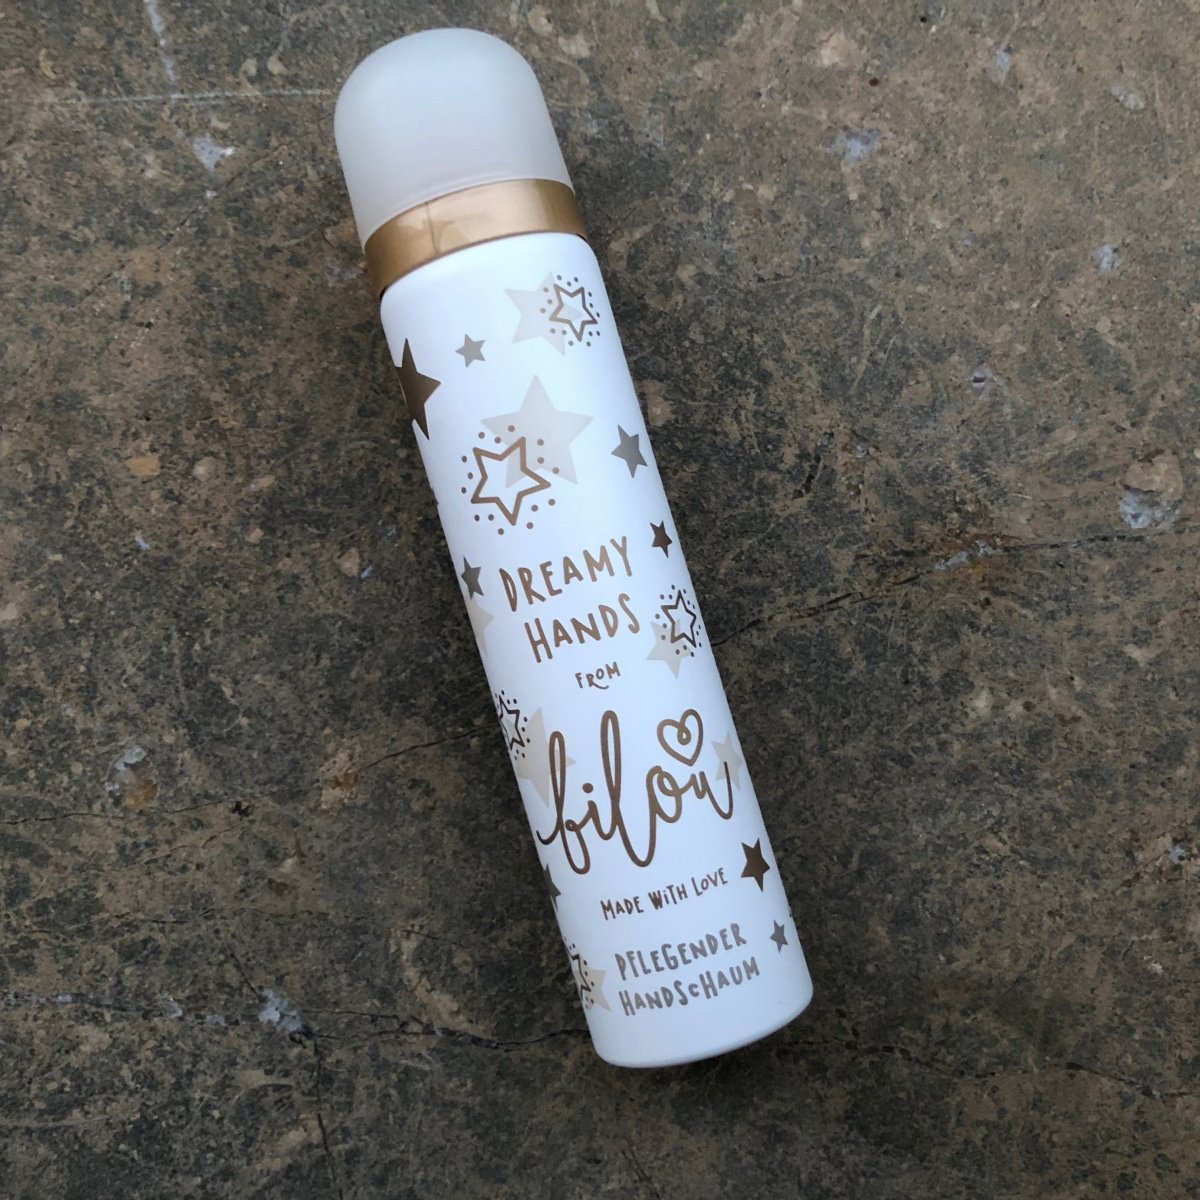 DREAMY
HANDS
FROM
bilou
MADE WiTH LOVE
PFLEGENDER
HANDScHAUM